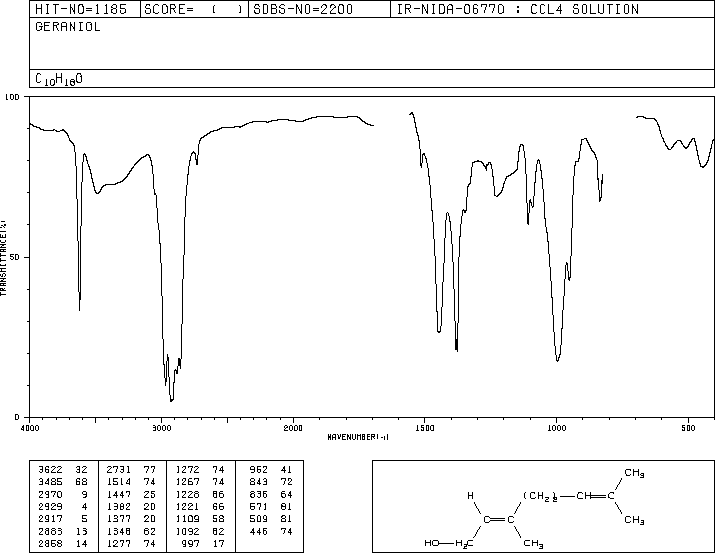 HIT-NO=1185 SCORE= ( ) SDBS-NO=2200 IR-NIDA-06770 : CCL4 SOLUTION
GERANIOL
C10H18O
100
50
0
TRANSMITTANCE(%)
4000 3000 2000 1500 1000 500
WAVENUMBER(-1)
3622 32 2731 77 1272 74 962 41
3485 68 1514 74 1267 74 843 72
2970 9 1447 25 1228 66 836 64
2929 4 1382 20 1221 66 571 81
2917 5 1377 20 1109 58 509 81
2883 13 1348 62 1092 62 446 74
2858 14 1277 74 997 17
CH3
H (CH2)2 CH C
C C CH3
HO H2C CH3